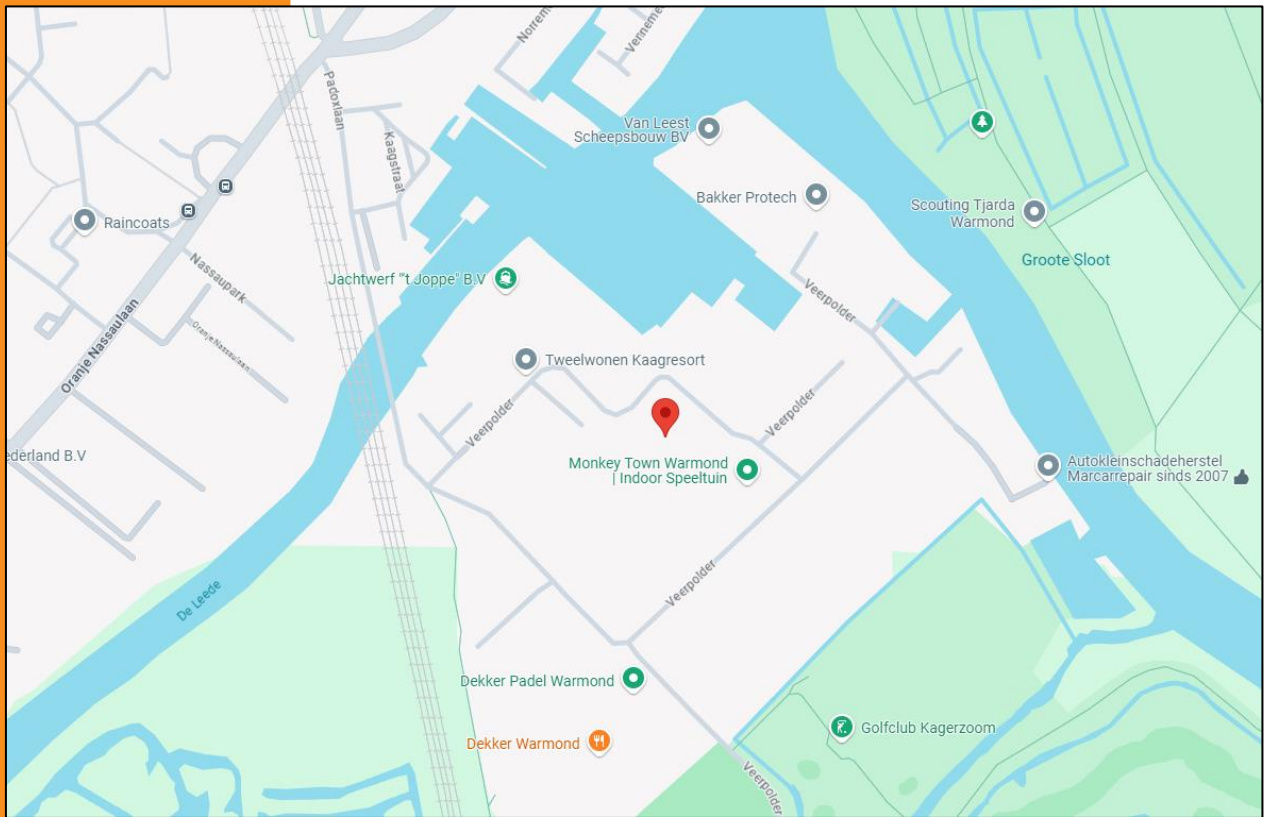 Norrem
Verneme
Padoxlaan
Kaagstraat
Van Leest
Scheepsbouw BV
Bakker Protech
Scouting Tjarda
Warmond
Raincoats
Groote Sloot
Nassaupark
Jachtwerf "'t Joppe" B.V
Veerpolder
Oranje Nassaulaan
Oranje Nassaulaan
Tweelwonen Kaagresort
Veerpolder
Veerpolder
ederland B.V
Monkey Town Warmond
| Indoor Speeltuin
Autokleinschadeherstel
Marcarrepair sinds 2007
De Leede
Veerpolder
Dekker Padel Warmond
Golfclub Kagerzoom
Dekker Warmond
Veerpolder